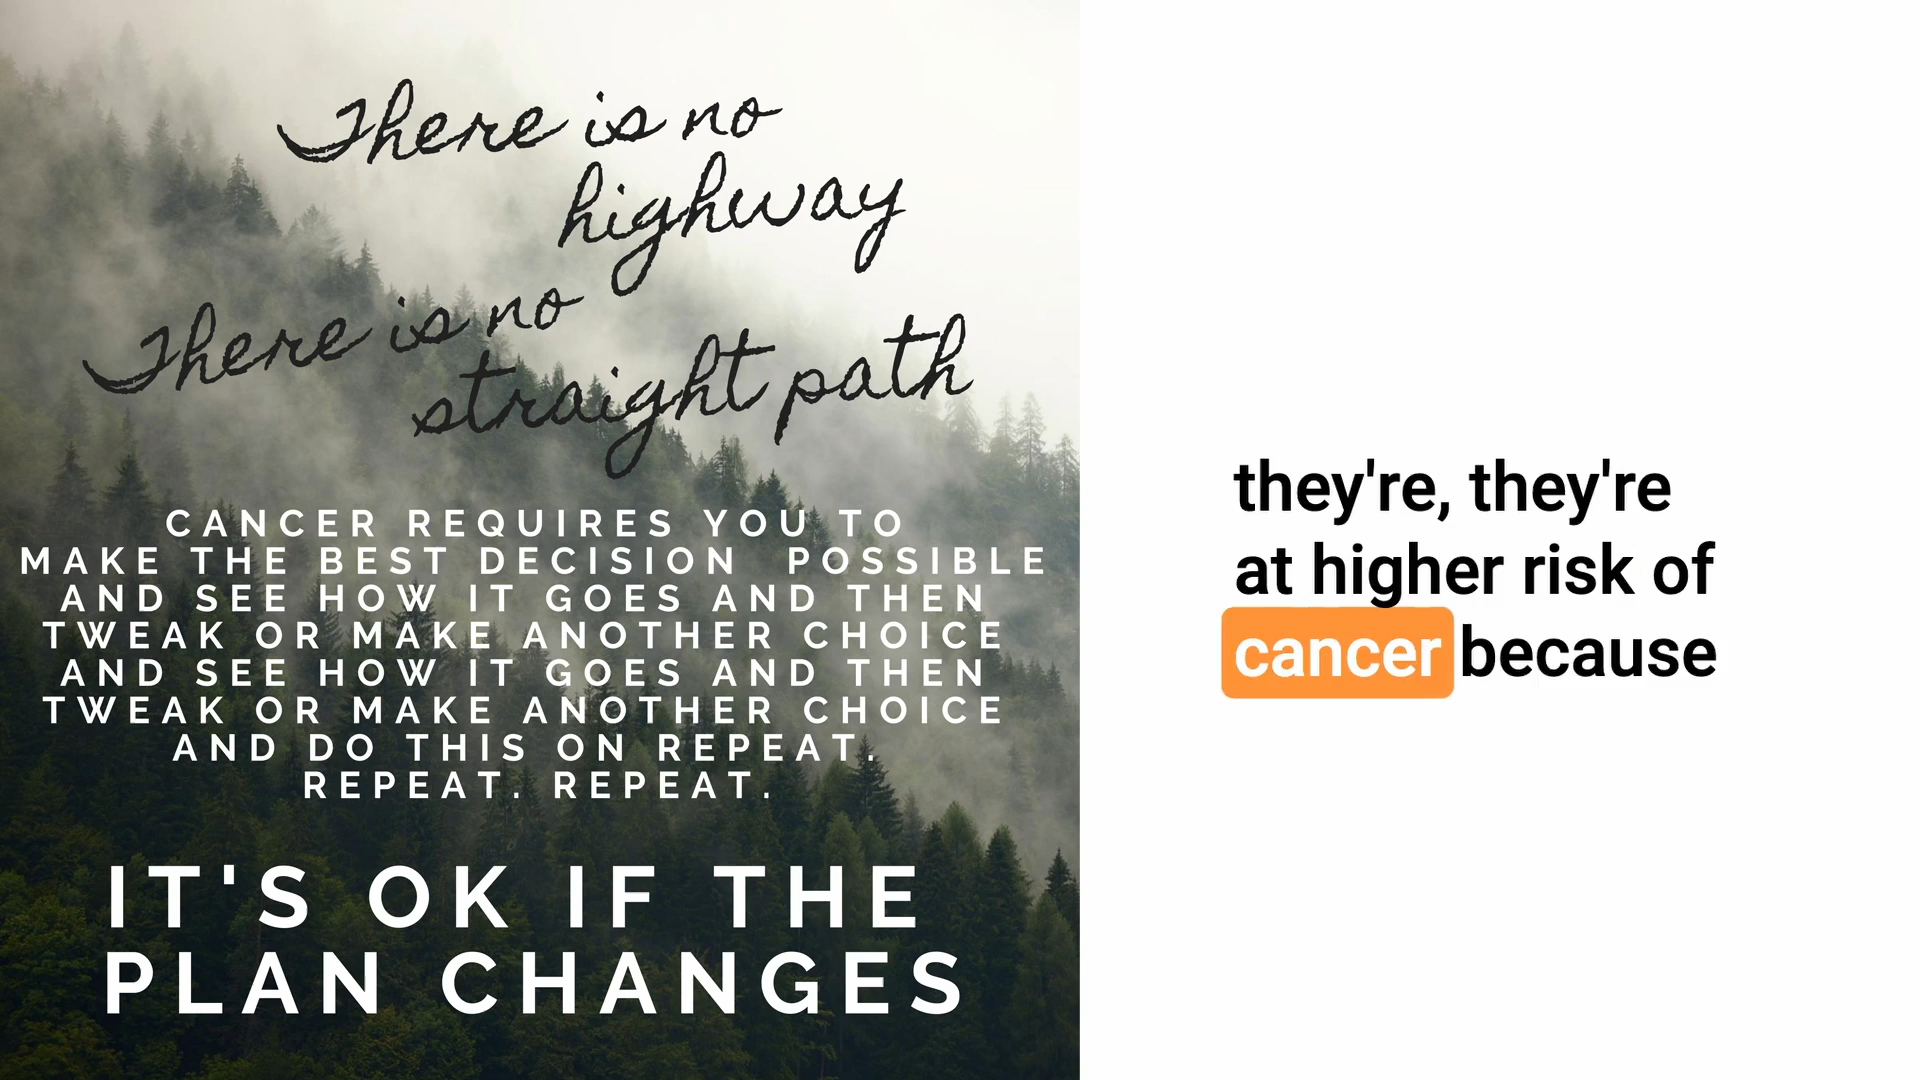 There is no
highway
There is no
straight path
CANCER REQUIRES YOU TO
MAKE THE BEST DECISION POSSIBLE
AND SEE HOW IT GOES AND THEN
TWEAK OR MAKE ANOTHER CHOICE
AND SEE HOW IT GOES AND THEN
TWEAK OR MAKE ANOTHER CHOICE
AND DO THIS ON REPEAT.
REPEAT. REPEAT.
IT'S OK IF THE
PLAN CHANGES
they're, they're
at higher risk of
cancer because